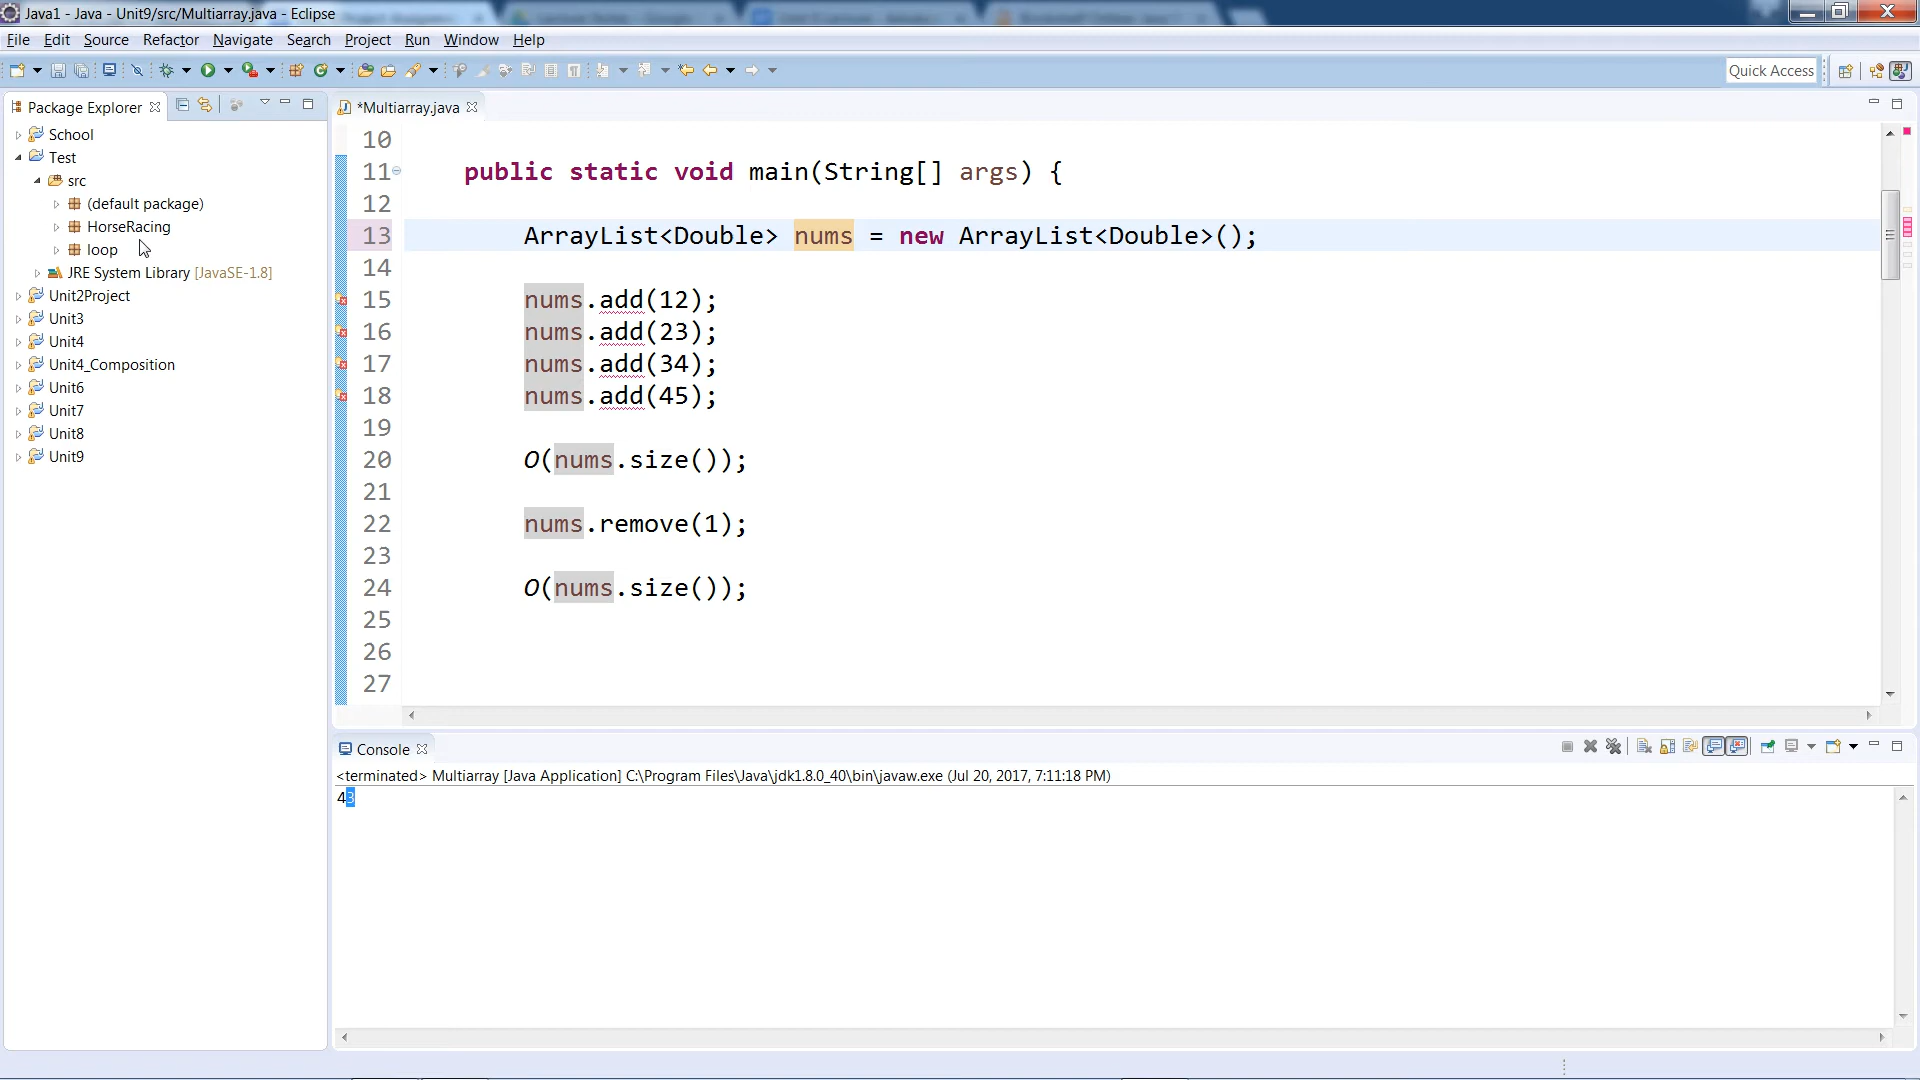 Java1 - Java - Unit9/src/Multiarray.java - Eclipse
File Edit Source Refactor Navigate Search Project Run Window Help
Quick Access
Package Explorer
School
Test
src
(default package)
HorseRacing
loop
JRE System Library [JavaSE-1.8]
Unit2Project
Unit3
Unit4
Unit4_Composition
Unit6
Unit7
Unit8
Unit9
*Multiarray.java
10
11 public static void main(String[] args) {
12
13 ArrayList<Double> nums = new ArrayList<Double>();
14
15 nums.add(12);
16 nums.add(23);
17 nums.add(34);
18 nums.add(45);
19
20 O(nums.size());
21
22 nums.remove(1);
23
24 O(nums.size());
25
26
27
Console
<terminated> Multiarray [Java Application] C:\Program Files\Java\jdk1.8.0_40\bin\javaw.exe (Jul 20, 2017, 7:11:18 PM)
43